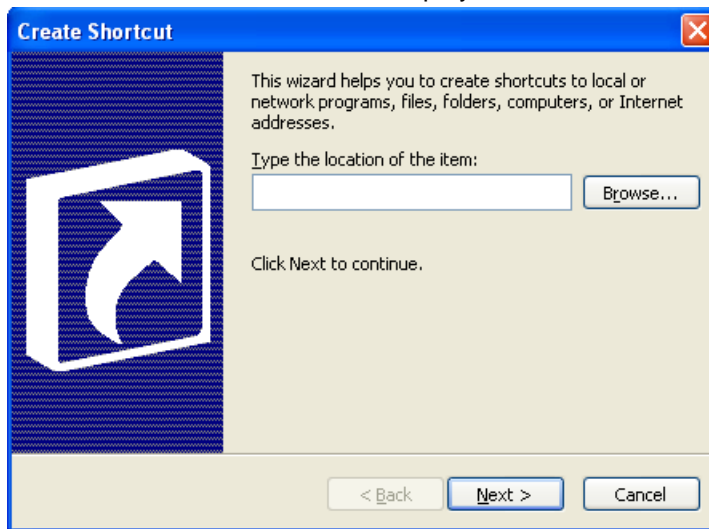 Create Shortcut
This wizard helps you to create shortcuts to local or
network programs, files, folders, computers, or Internet
addresses.
Type the location of the item:
Browse...
Click Next to continue.
< Back Next > Cancel